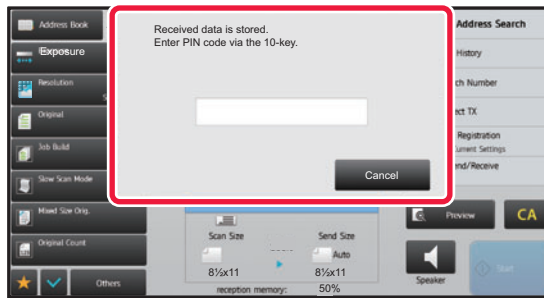 Address Book
Exposure
Resolution
Original
Job Build
Slow Scan Mode
Mixed Size Orig.
Original Count
Others
Received data is stored.
Enter PIN code via the 10-key.
Cancel
Scan Size
Send Size
Auto
8½x11
8½x11
reception memory: 50%
Address Search
History
ch Number
ect TX
Registration
Current Settings
end/Receive
Preview
CA
Speaker
Start